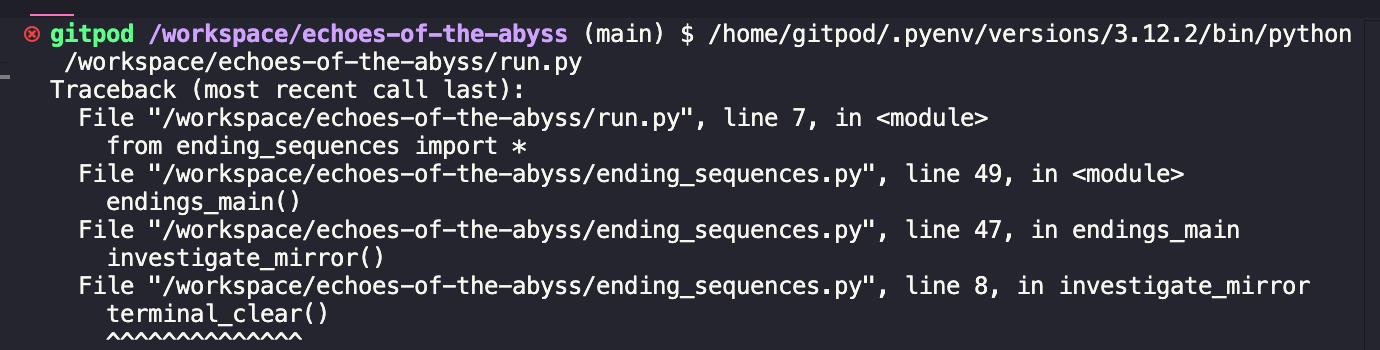 gitpod /workspace/echoes-of-the-abyss (main) $ /home/gitpod/.pyenv/versions/3.12.2/bin/python
/workspace/echoes-of-the-abyss/run.py
Traceback (most recent call last):
File "/workspace/echoes-of-the-abyss/run.py", line 7, in <module>
from ending_sequences import *
File "/workspace/echoes-of-the-abyss/ending_sequences.py", line 49, in <module>
endings_main()
File "/workspace/echoes-of-the-abyss/ending_sequences.py", line 47, in endings_main
investigate_mirror()
File "/workspace/echoes-of-the-abyss/ending_sequences.py", line 8, in investigate_mirror
terminal_clear()
^^^^^^^^^^^^^^